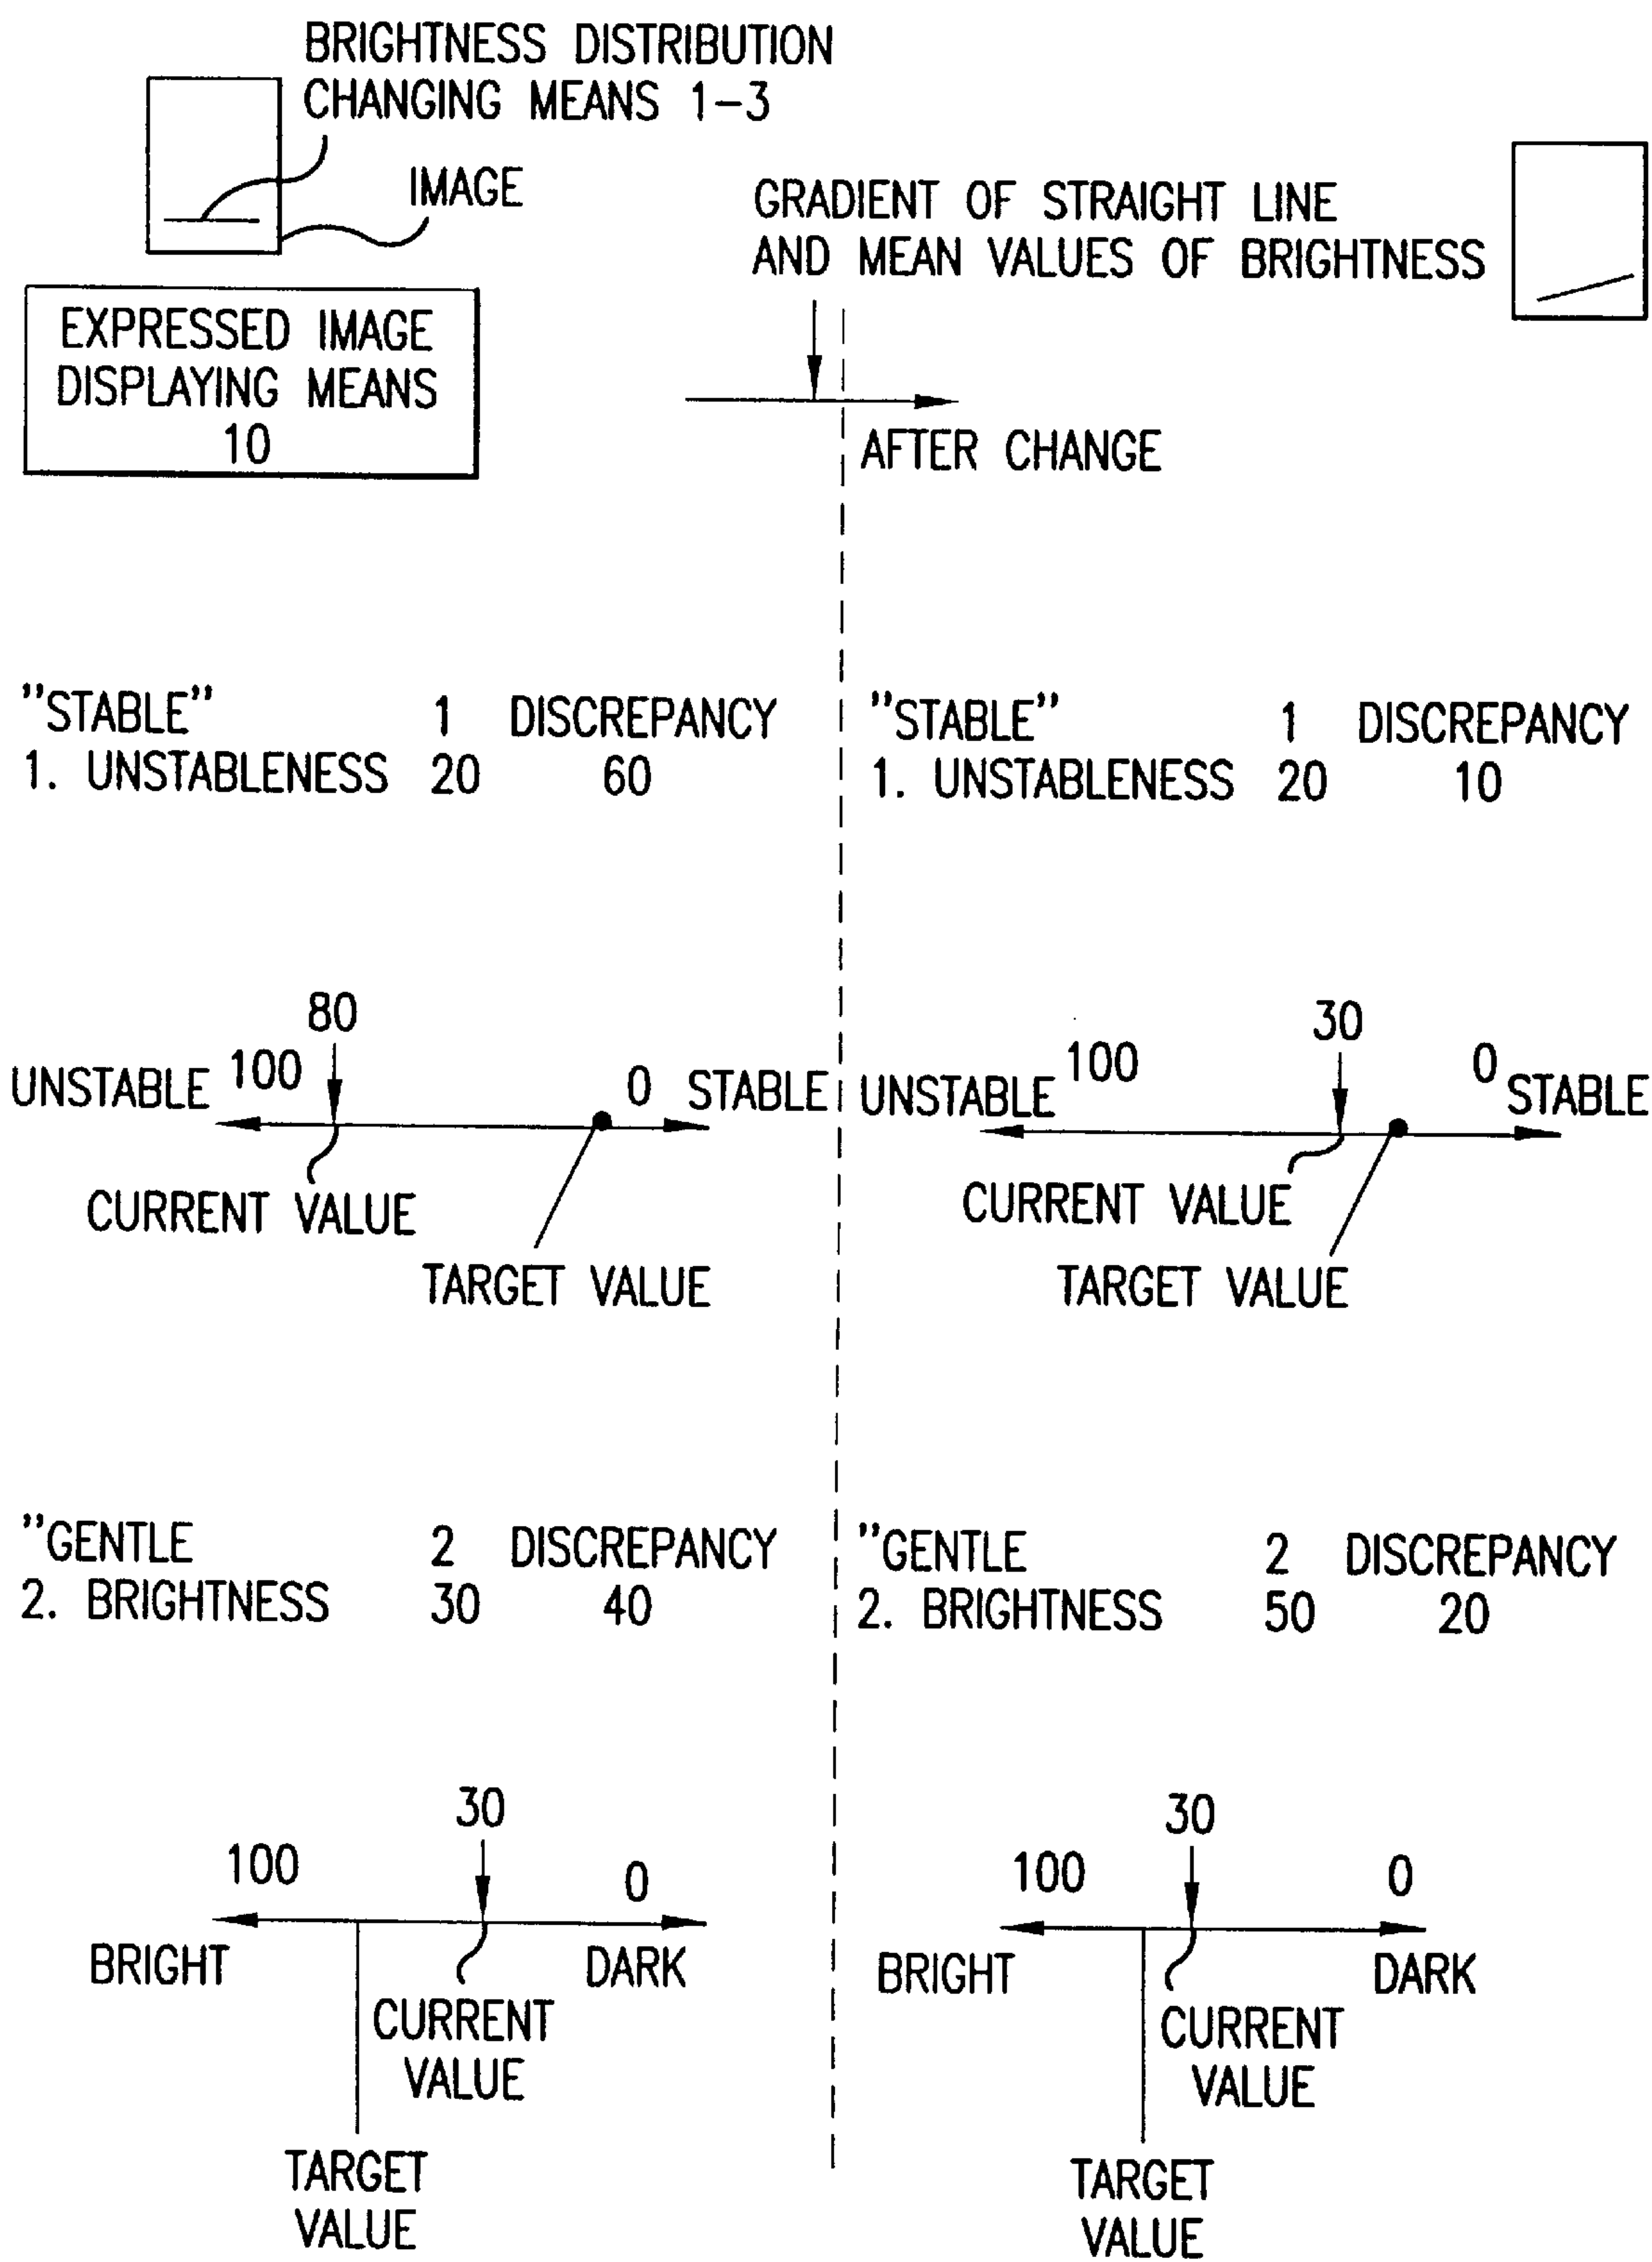 BRIGHTNESS DISTRIBUTION
CHANGING MEANS 1-3
IMAGE
GRADIENT OF STRAIGHT LINE
AND MEAN VALUES OF BRIGHTNESS
EXPRESSED IMAGE
DISPLAYING MEANS
10
AFTER CHANGE
"STABLE" 1 DISCREPANCY
1. UNSTABLENESS 20 60
"STABLE" 1 DISCREPANCY
1. UNSTABLENESS 20 10
80
UNSTABLE 100 0 STABLE
CURRENT VALUE
TARGET VALUE
30
UNSTABLE 100 0 STABLE
CURRENT VALUE
TARGET VALUE
"GENTLE 2 DISCREPANCY
2. BRIGHTNESS 30 40
"GENTLE 2 DISCREPANCY
2. BRIGHTNESS 50 20
30
100 0
BRIGHT DARK
CURRENT
VALUE
TARGET
VALUE
30
100 0
BRIGHT DARK
CURRENT
VALUE
TARGET
VALUE